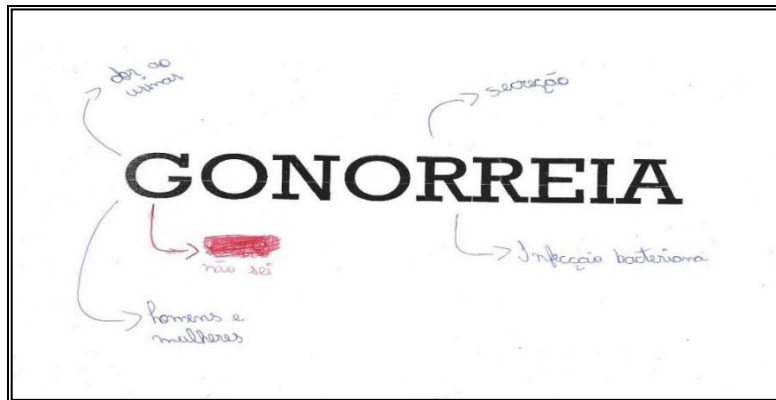 dor ao
urinar
secreção
GONORREIA
não sei
Infecção bacteriana
homens e
mulheres